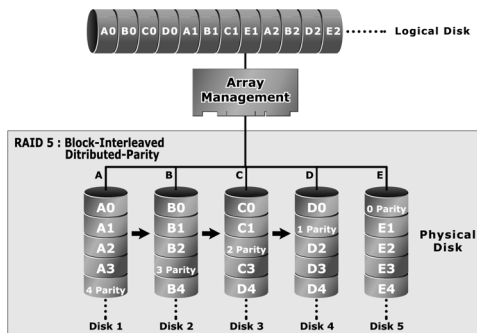 A0 B0 C0 D0 A1 B1 C1 E1 A2 B2 D2 E2 Logical Disk
Array
Management
RAID 5 : Block-Interleaved
Ditributed-Parity
A B C D E
A0 B0 C0 D0 0 Parity
A1 B1 C1 1 Parity E1
A2 B2 2 Parity D2 E2
A3 3 Parity C3 D3 E3
4 Parity B4 D4 D4 E4
Physical
Disk
Disk 1 Disk 2 Disk 3 Disk 4 Disk 5